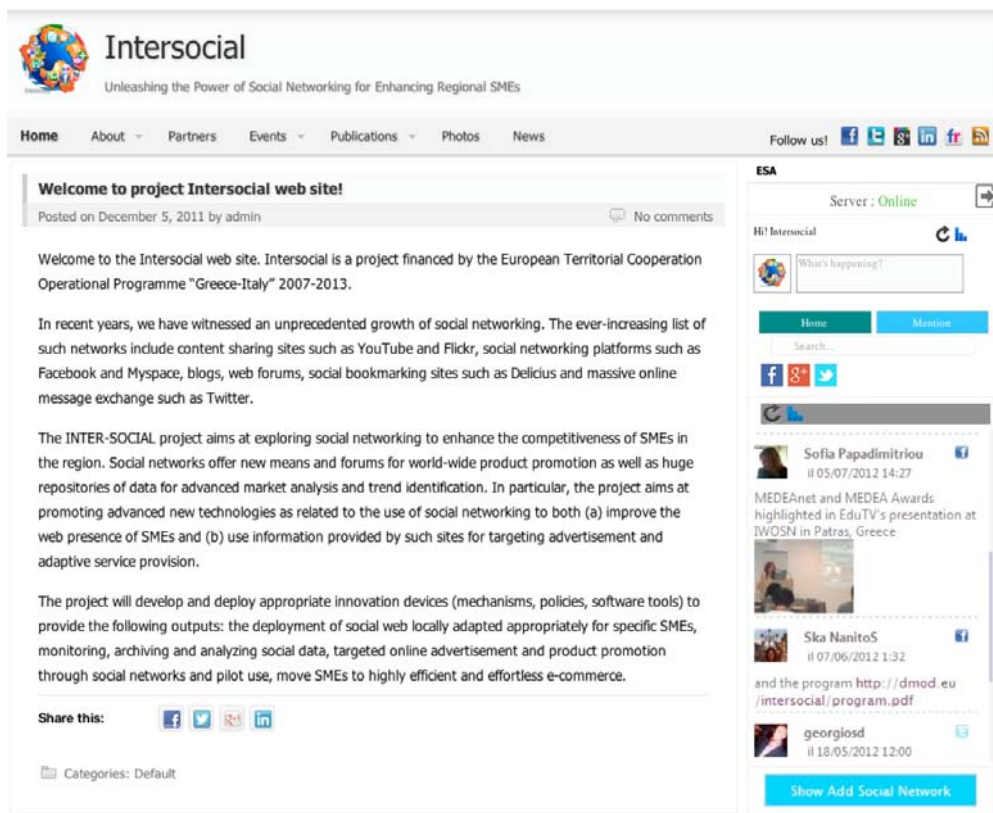 Intersocial
Unleashing the Power of Social Networking for Enhancing Regional SMEs
Home About Partners Events Publications Photos News
Follow us!
Welcome to project Intersocial web site!
Posted on December 5, 2011 by admin
No comments
Welcome to the Intersocial web site. Intersocial is a project financed by the European Territorial Cooperation
Operational Programme “Greece-Italy” 2007-2013.
In recent years, we have witnessed an unprecedented growth of social networking. The ever-increasing list of
such networks include content sharing sites such as YouTube and Flickr, social networking platforms such as
Facebook and Myspace, blogs, web forums, social bookmarking sites such as Delicius and massive online
message exchange such as Twitter.
The INTER-SOCIAL project aims at exploring social networking to enhance the competitiveness of SMEs in
the region. Social networks offer new means and forums for world-wide product promotion as well as huge
repositories of data for advanced market analysis and trend identification. In particular, the project aims at
promoting advanced new technologies as related to the use of social networking to both (a) improve the
web presence of SMEs and (b) use information provided by such sites for targeting advertisement and
adaptive service provision.
The project will develop and deploy appropriate innovation devices (mechanisms, policies, software tools) to
provide the following outputs: the deployment of social web locally adapted appropriately for specific SMEs,
monitoring, archiving and analyzing social data, targeted online advertisement and product promotion
through social networks and pilot use, move SMEs to highly efficient and effortless e-commerce.
Share this:
Categories: Default
ESA
Server : Online
Hi! Intersocial
What's happening?
Home Mention
Search...
Sofia Papadimitriou
il 05/07/2012 14:27
MEDEAnet and MEDEA Awards
highlighted in EduTV's presentation at
IWOSN in Patras, Greece
Ska NanitoS
il 07/06/2012 1:32
and the program http://dmod.eu
/intersocial/program.pdf
georgiosd
il 18/05/2012 12:00
Show Add Social Network